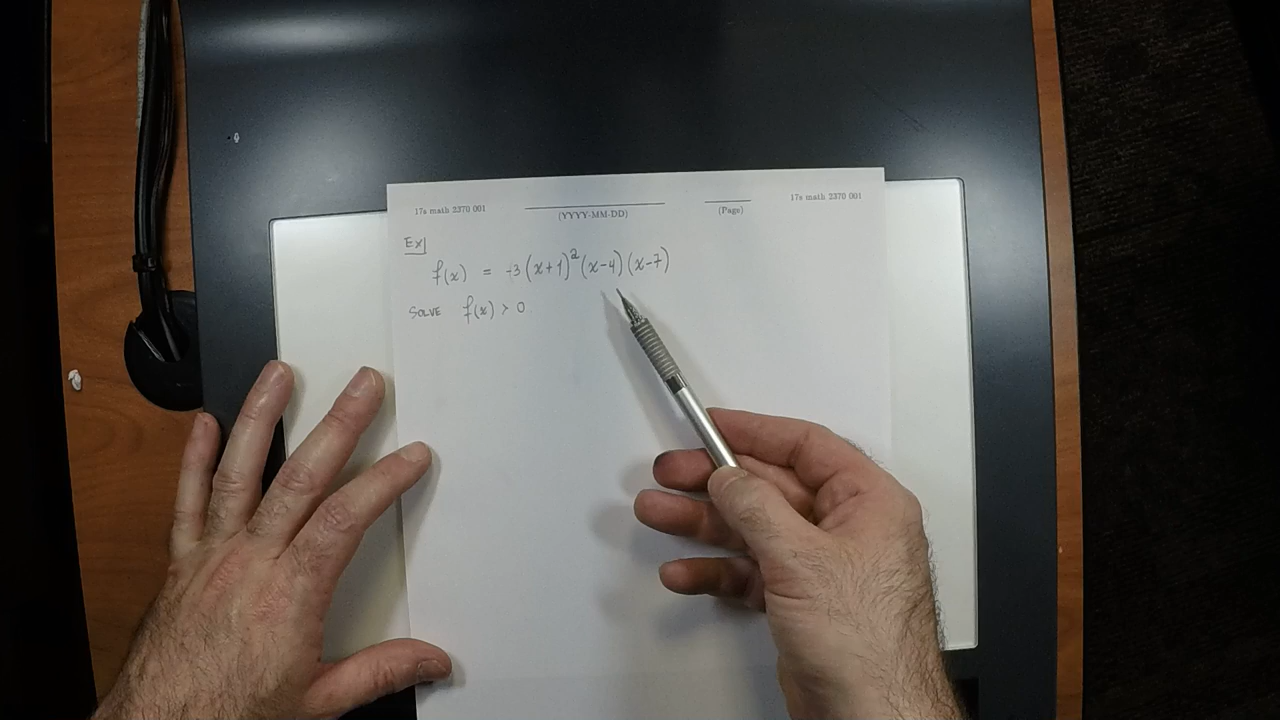 17s math 2370 001 (YYYY-MM-DD) (Page) 17s math 2370 001
Ex
f(x) = -3(x+1)²(x-4)(x-7)
SOLVE f(x) > 0